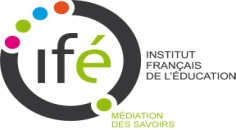 ifé
INSTITUT FRANÇAIS
DE L'ÉDUCATION
MÉDIATION
DES SAVOIRS